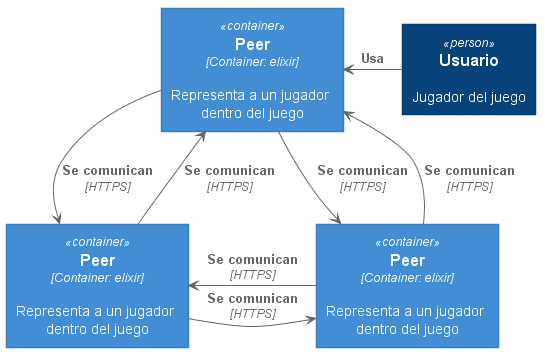 «container»
Peer
[Container: elixir]
Representa a un jugador
dentro del juego
Usa
«person»
Usuario
Jugador del juego
Se comunican
[HTTPS]
Se comunican
[HTTPS]
Se comunican
[HTTPS]
Se comunican
[HTTPS]
«container»
Peer
[Container: elixir]
Representa a un jugador
dentro del juego
Se comunican
[HTTPS]
Se comunican
[HTTPS]
«container»
Peer
[Container: elixir]
Representa a un jugador
dentro del juego